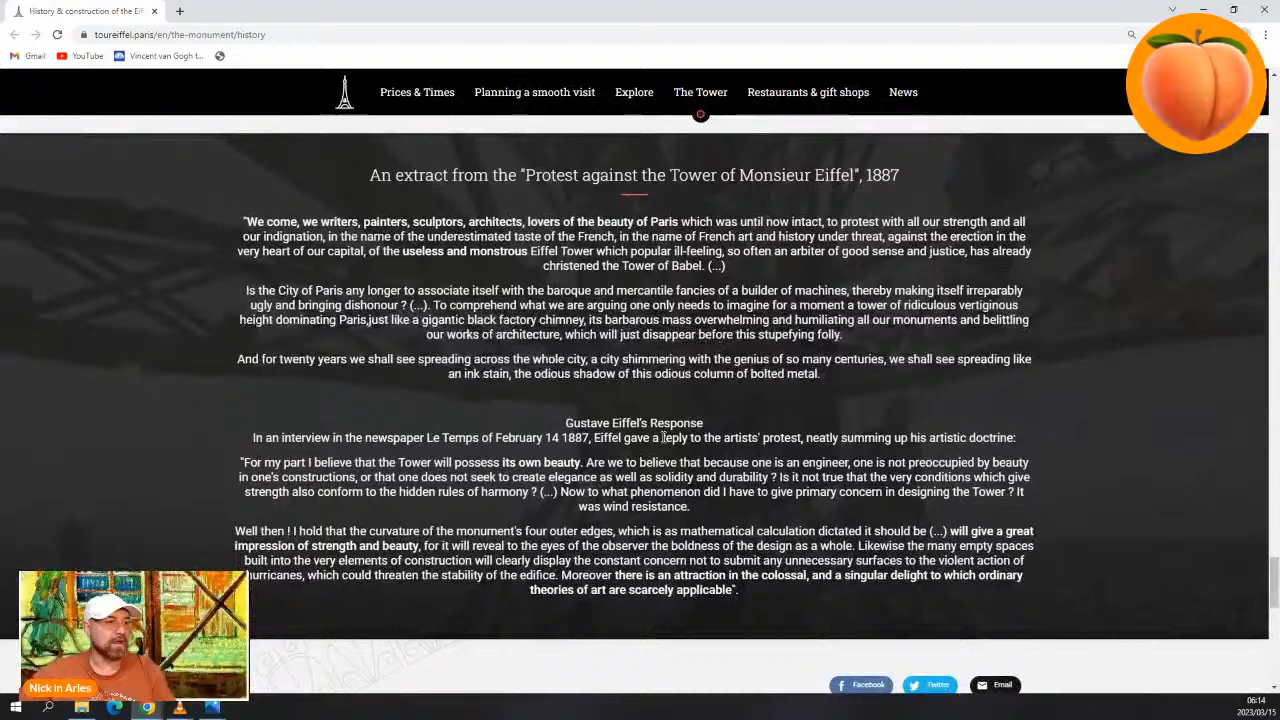 History & construction of the Eif
toureiffel.paris/en/the-monument/history
Gmail YouTube Vincent van Gogh t...
Prices & Times Planning a smooth visit Explore The Tower Restaurants & gift shops News
An extract from the "Protest against the Tower of Monsieur Eiffel", 1887
"We come, we writers, painters, sculptors, architects, lovers of the beauty of Paris which was until now intact, to protest with all our strength and all
our indignation, in the name of the underestimated taste of the French, in the name of French art and history under threat, against the erection in the
very heart of our capital, of the useless and monstrous Eiffel Tower which popular ill-feeling, so often an arbiter of good sense and justice, has already
christened the Tower of Babel. (...)
Is the City of Paris any longer to associate itself with the baroque and mercantile fancies of a builder of machines, thereby making itself irreparably
ugly and bringing dishonour ? (...). To comprehend what we are arguing one only needs to imagine for a moment a tower of ridiculous vertiginous
height dominating Paris,just like a gigantic black factory chimney, its barbarous mass overwhelming and humiliating all our monuments and belittling
our works of architecture, which will just disappear before this stupefying folly.
And for twenty years we shall see spreading across the whole city, a city shimmering with the genius of so many centuries, we shall see spreading like
an ink stain, the odious shadow of this odious column of bolted metal.
Gustave Eiffel's Response
In an interview in the newspaper Le Temps of February 14 1887, Eiffel gave a reply to the artists' protest, neatly summing up his artistic doctrine:
"For my part I believe that the Tower will possess its own beauty. Are we to believe that because one is an engineer, one is not preoccupied by beauty
in one's constructions, or that one does not seek to create elegance as well as solidity and durability ? Is it not true that the very conditions which give
strength also conform to the hidden rules of harmony ? (...) Now to what phenomenon did I have to give primary concern in designing the Tower ? It
was wind resistance.
Well then ! I hold that the curvature of the monument's four outer edges, which is as mathematical calculation dictated it should be (...) will give a great
impression of strength and beauty, for it will reveal to the eyes of the observer the boldness of the design as a whole. Likewise the many empty spaces
built into the very elements of construction will clearly display the constant concern not to submit any unnecessary surfaces to the violent action of
hurricanes, which could threaten the stability of the edifice. Moreover there is an attraction in the colossal, and a singular delight to which ordinary
theories of art are scarcely applicable".
Facebook Twitter Email
Nick in Arles
06:14
2023/03/15